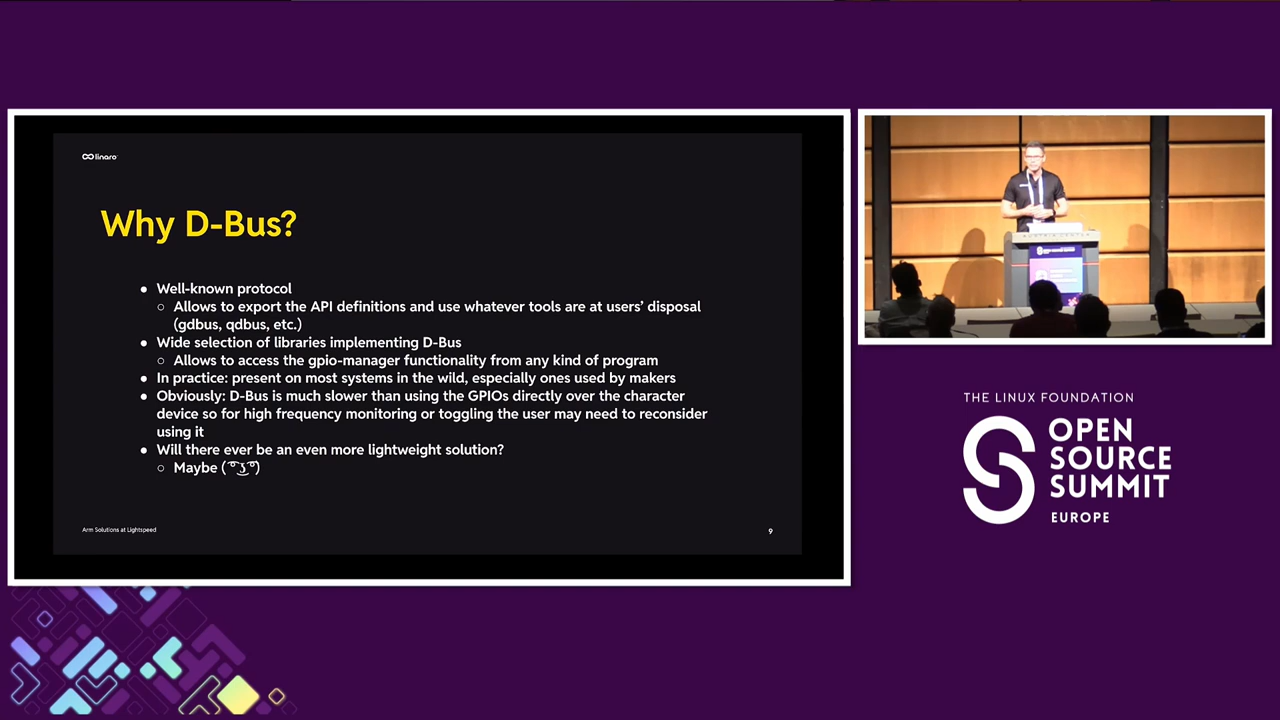 linaro
Why D-Bus?
● Well-known protocol
○ Allows to export the API definitions and use whatever tools are at users’ disposal
(gdbus, qdbus, etc.)
● Wide selection of libraries implementing D-Bus
○ Allows to access the gpio-manager functionality from any kind of program
● In practice: present on most systems in the wild, especially ones used by makers
● Obviously: D-Bus is much slower than using the GPIOs directly over the character
device so for high frequency monitoring or toggling the user may need to reconsider
using it
● Will there ever be an even more lightweight solution?
○ Maybe ( ͡° ͜ʖ ͡°)
Arm Solutions at Lightspeed
9
THE LINUX FOUNDATION
OPEN
SOURCE
SUMMIT
EUROPE